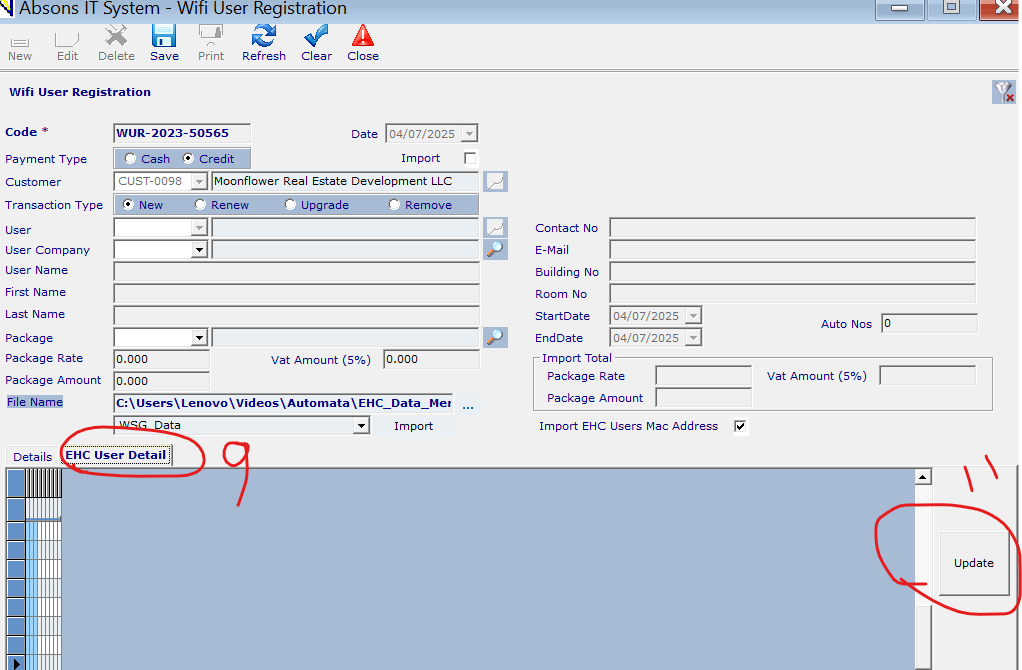 Absons IT System - Wifi User Registration
New Edit Delete Save Print Refresh Clear Close
Wifi User Registration
Code * WUR-2023-50565 Date 04/07/2025
Payment Type Cash Credit Import
Customer CUST-0098 Moonflower Real Estate Development LLC
Transaction Type New Renew Upgrade Remove
User Contact No
User Company E-Mail
User Name Building No
First Name Room No
Last Name StartDate 04/07/2025 Auto Nos 0
Package EndDate 04/07/2025
Package Rate 0.000 Vat Amount (5%) 0.000 Import Total
Package Rate Vat Amount (5%)
Package Amount 0.000 Package Amount
File Name C:\Users\Lenovo\Videos\Automata\EHC_Data_Mer ...
WSG_Data Import Import EHC Users Mac Address
Details EHC User Detail 9
11
Update